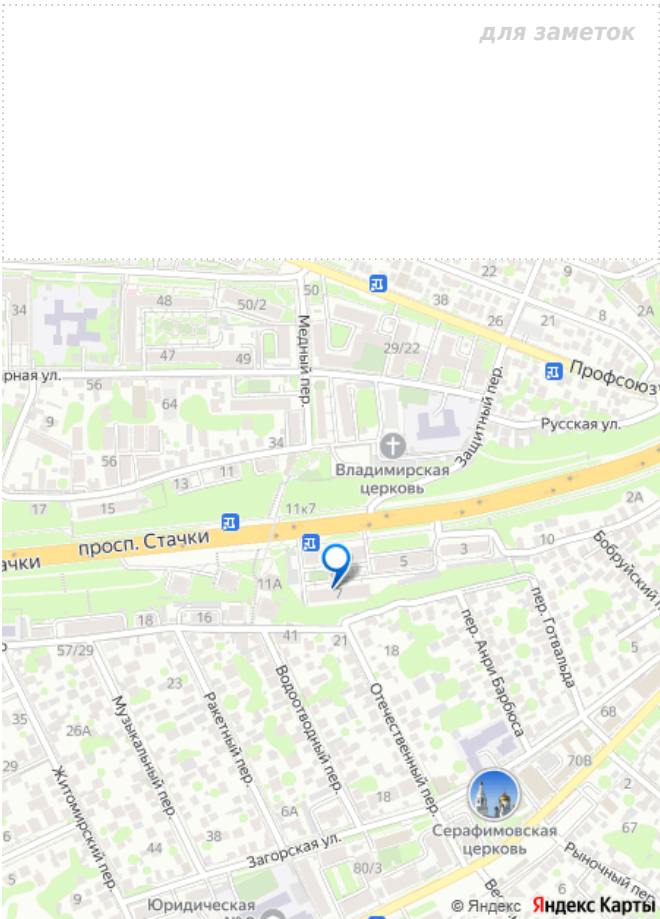 для заметок
22
9
34
48
50/2
50
38
26
21
8
2А
Медный пер.
47
49
29/22
рная ул.
56
64
Профсоюз
Защитный пер.
9
56
34
Русская ул.
Владимирская
церковь
13
11
17
15
11к7
2А
просп. Стачки
ачки
11А
7
5
3
10
Бобруйский п
18
16
41
21
18
57/29
пер. Анри Барбюса
пер. Готвальда
5
23
35
26А
29
Музыкальный пер.
Ракетный пер.
Водоотводный пер.
Отечественный пер.
68
70В
2
Житомирский пер.
6
44
38
6А
18
Загорская ул.
80/3
Серафимовская
церковь
67
Рыночный пер
6
5
Юридическая
© Яндекс Яндекс Карты